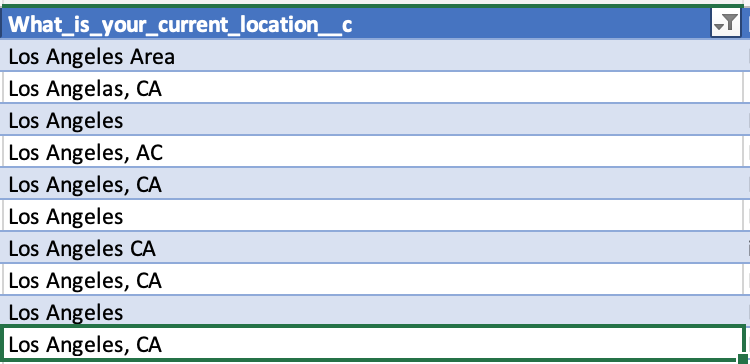 What_is_your_current_location__c
Los Angeles Area
Los Angelas, CA
Los Angeles
Los Angeles, AC
Los Angeles, CA
Los Angeles
Los Angeles CA
Los Angeles, CA
Los Angeles
Los Angeles, CA